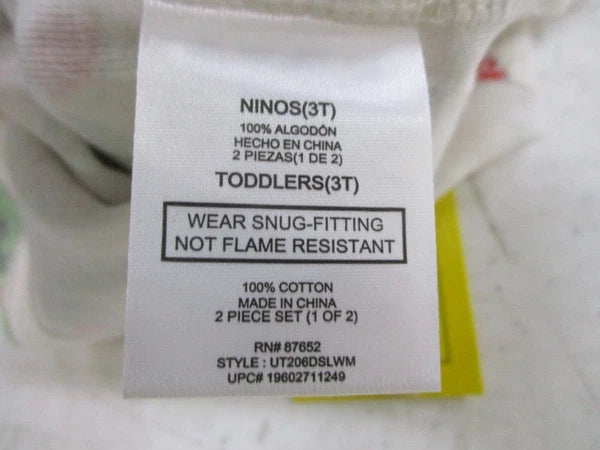 NINOS(3T)
100% ALGODÓN
HECHO EN CHINA
2 PIEZAS(1 DE 2)
TODDLERS(3T)
WEAR SNUG-FITTING
NOT FLAME RESISTANT
100% COTTON
MADE IN CHINA
2 PIECE SET (1 OF 2)
RN# 87652
STYLE : UT206DSLWM
UPC# 19602711249